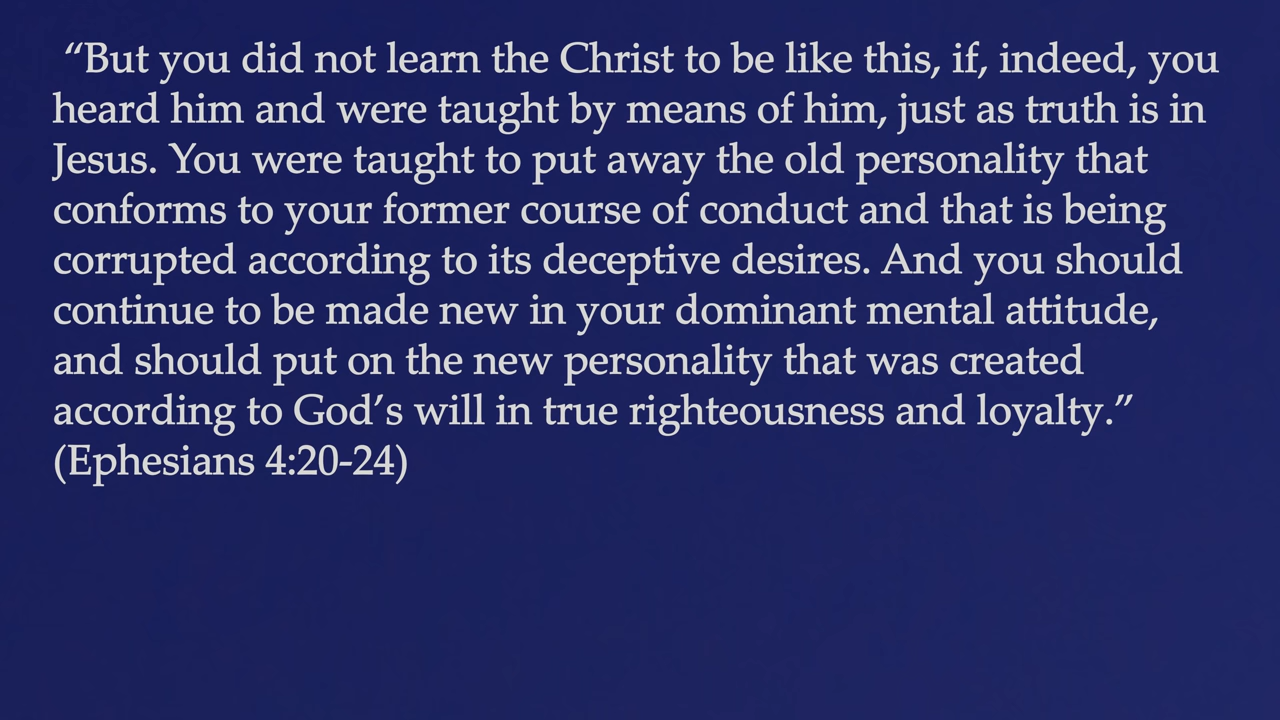 “But you did not learn the Christ to be like this, if, indeed, you
heard him and were taught by means of him, just as truth is in
Jesus. You were taught to put away the old personality that
conforms to your former course of conduct and that is being
corrupted according to its deceptive desires. And you should
continue to be made new in your dominant mental attitude,
and should put on the new personality that was created
according to God’s will in true righteousness and loyalty.”
(Ephesians 4:20-24)